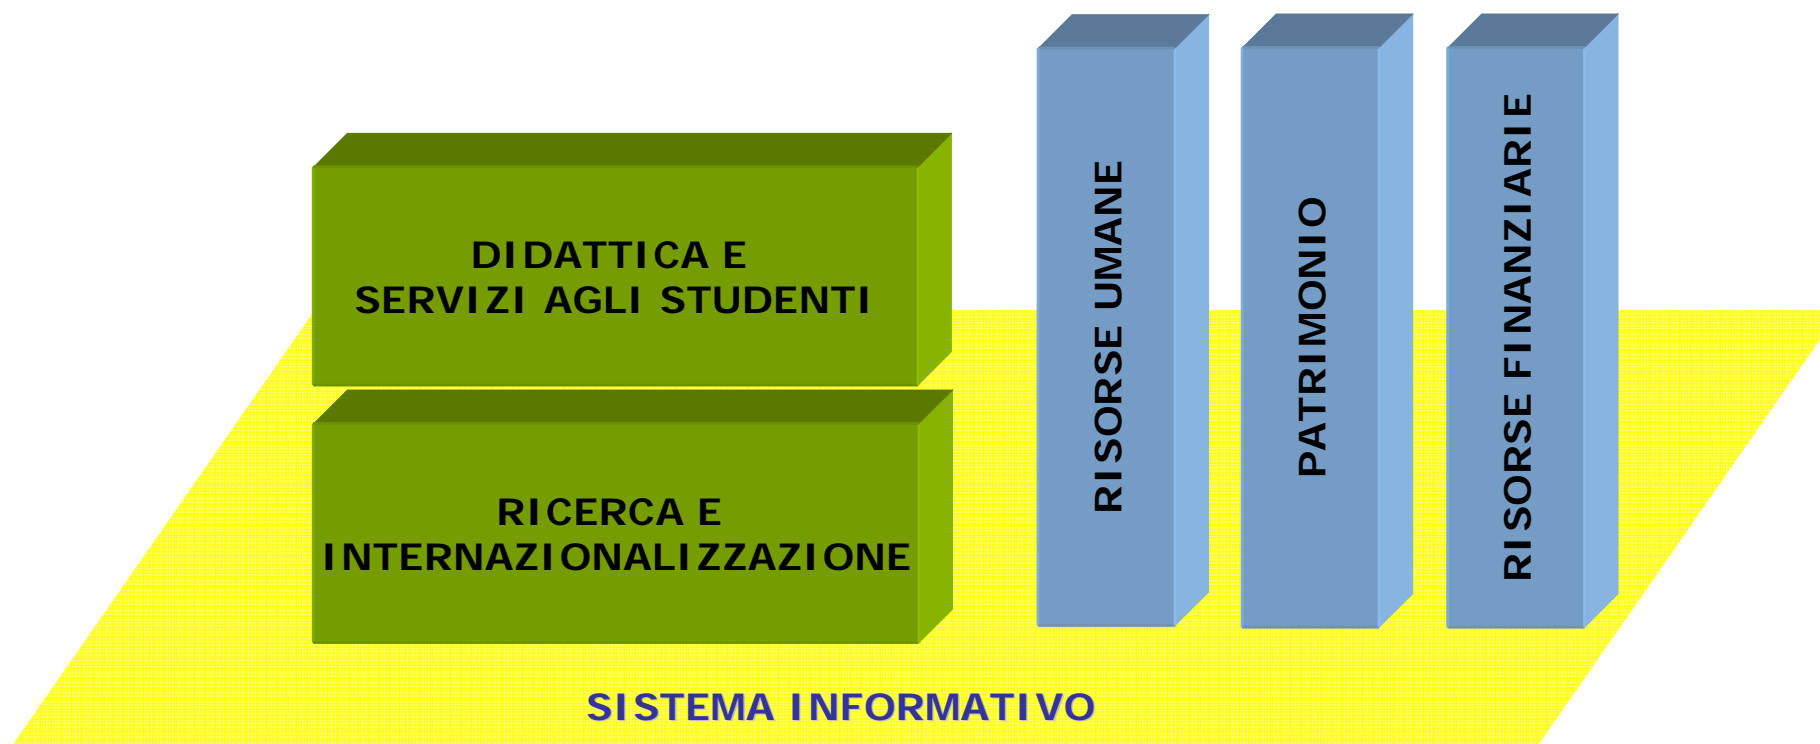 DIDATTICA E
SERVIZI AGLI STUDENTI
RICERCA E
INTERNAZIONALIZZAZIONE
RISORSE UMANE
PATRIMONIO
RISORSE FINANZIARIE
SISTEMA INFORMATIVO